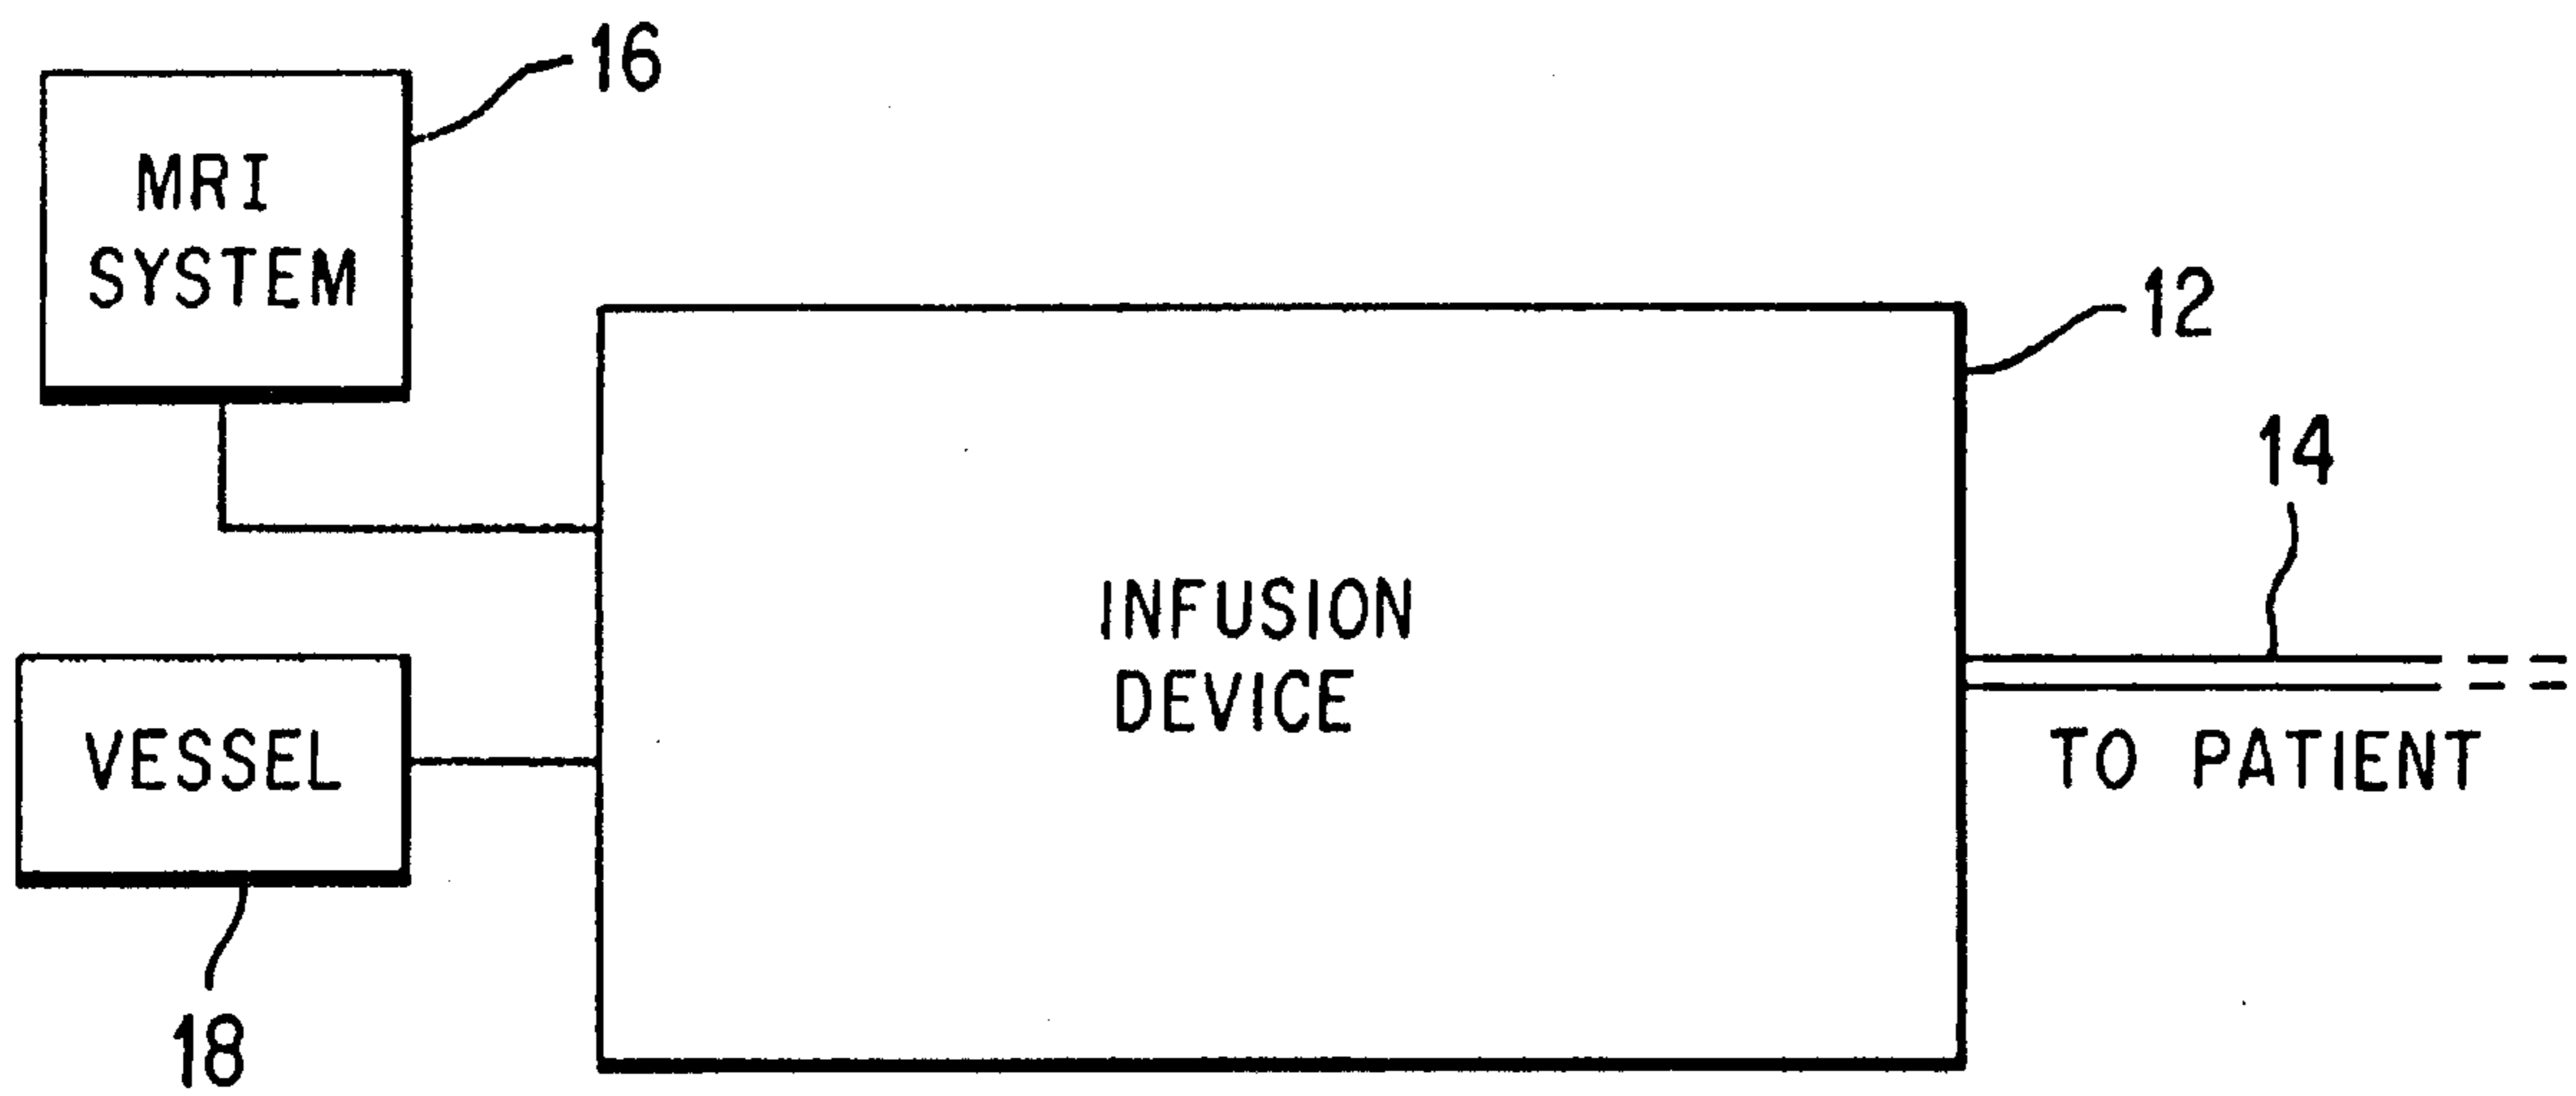 16
MRI
SYSTEM
12
14
INFUSION
DEVICE
VESSEL
TO PATIENT
18